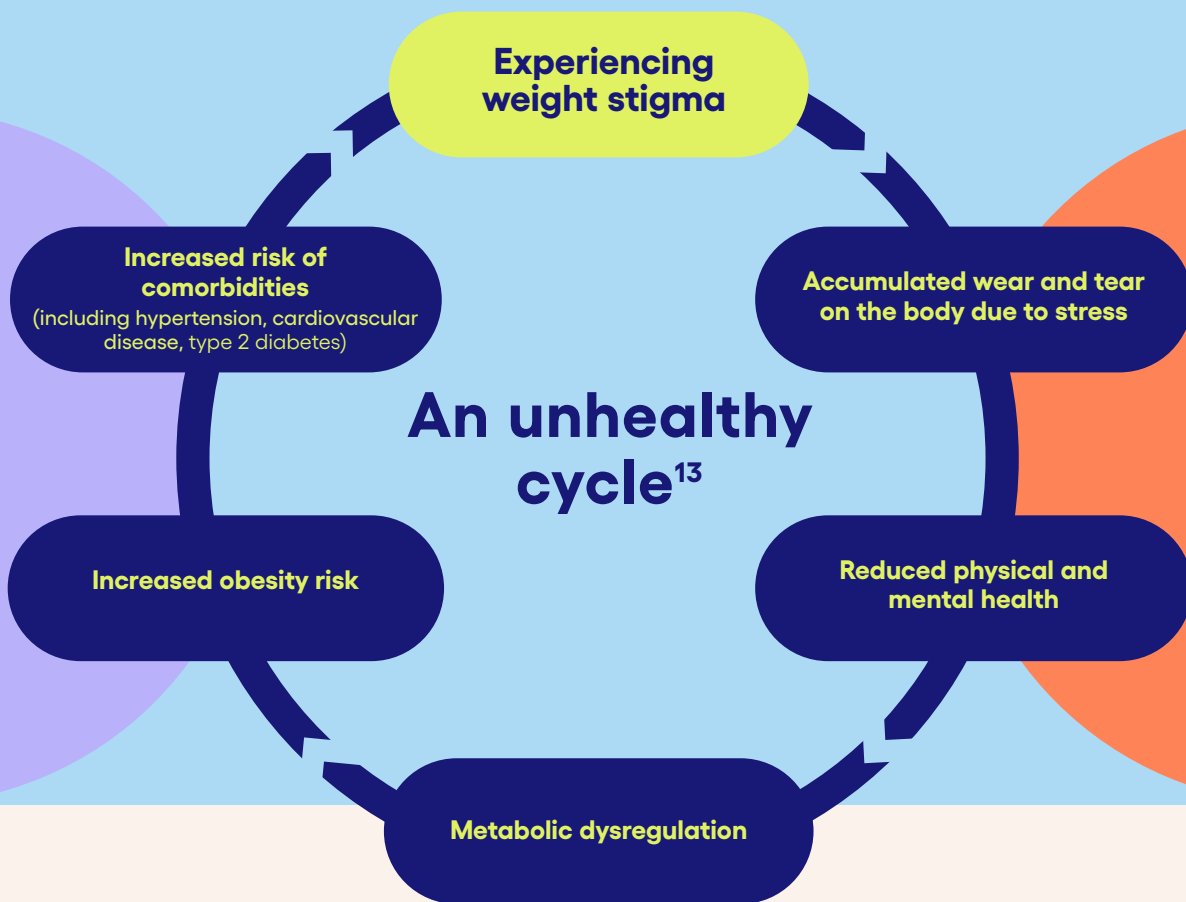 Experiencing
weight stigma
Accumulated wear and tear
on the body due to stress
Reduced physical and
mental health
Metabolic dysregulation
Increased obesity risk
Increased risk of
comorbidities
(including hypertension, cardiovascular
disease, type 2 diabetes)
An unhealthy
cycle¹³